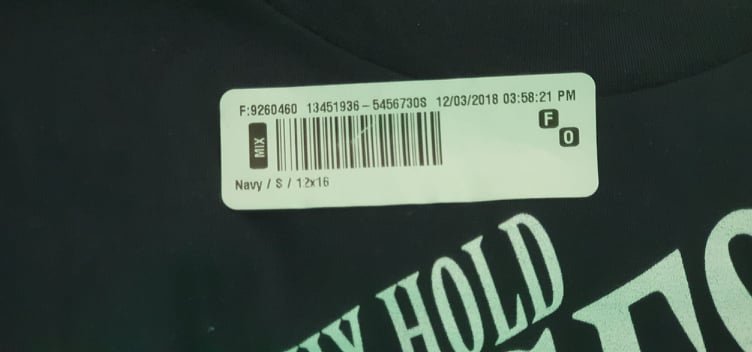 F:9260460 13451936-5456730S 12/03/2018 03:58:21 PM
MIX
F
O
Navy / S / 12x16
HOLD